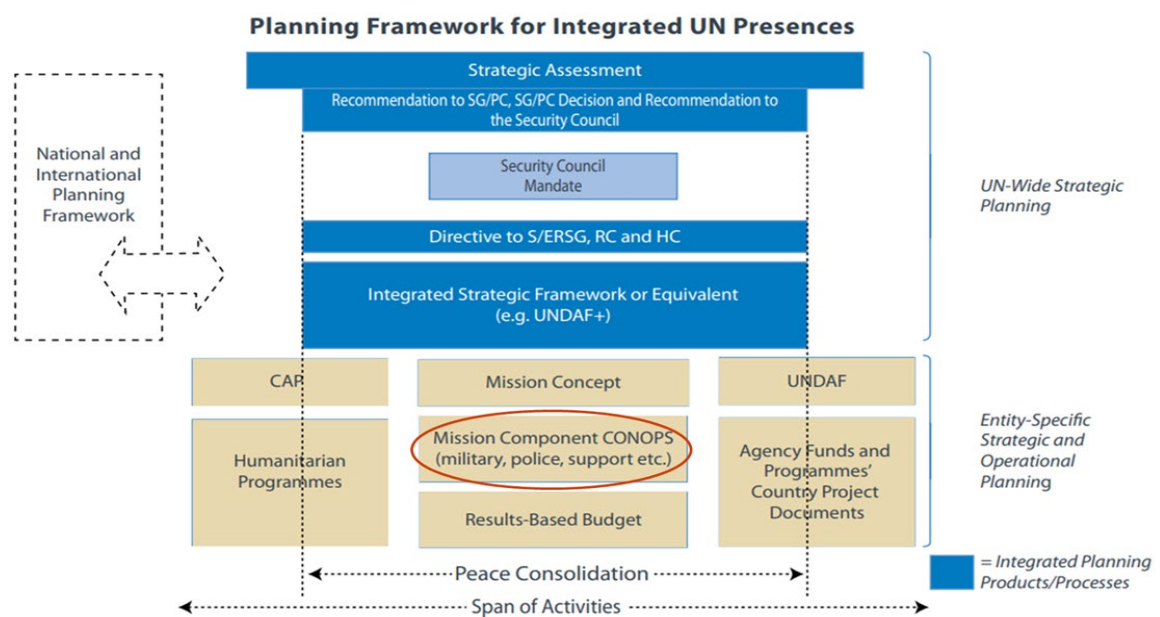 Planning Framework for Integrated UN Presences
Strategic Assessment
Recommendation to SG/PC, SG/PC Decision and Recommendation to
the Security Council
National and
International
Planning
Framework
Security Council
Mandate
UN-Wide Strategic
Planning
Directive to S/ERSG, RC and HC
Integrated Strategic Framework or Equivalent
(e.g. UNDAF+)
CAP
Mission Concept
UNDAF
Humanitarian
Programmes
Mission Component CONOPS
(military, police, support etc.)
Results-Based Budget
Agency Funds and
Programmes'
Country Project
Documents
Entity-Specific
Strategic and
Operational
Planning
Peace Consolidation
Span of Activities
= Integrated Planning
Products/Processes